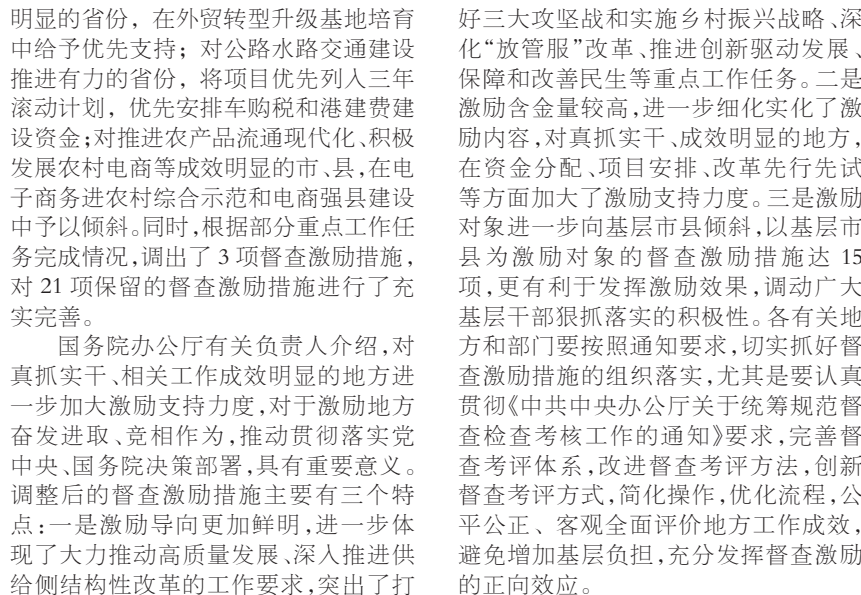 明显的省份，在外贸转型升级基地培育
中给予优先支持；对公路水路交通建设
推进有力的省份，将项目优先列入三年
滚动计划，优先安排车购税和港建费建
设资金；对推进农产品流通现代化、积极
发展农村电商等成效明显的市、县，在电
子商务进农村综合示范和电商强县建设
中予以倾斜。同时，根据部分重点工作任
务完成情况，调出了 3 项督查激励措施，
对 21 项保留的督查激励措施进行了充
实完善。
国务院办公厅有关负责人介绍，对
真抓实干、相关工作成效明显的地方进
一步加大激励支持力度，对于激励地方
奋发进取、竞相作为，推动贯彻落实党
中央、国务院决策部署，具有重要意义。
调整后的督查激励措施主要有三个特
点：一是激励导向更加鲜明，进一步体
现了大力推动高质量发展、深入推进供
给侧结构性改革的工作要求，突出了打
好三大攻坚战和实施乡村振兴战略、深
化“放管服”改革、推进创新驱动发展、
保障和改善民生等重点工作任务。二是
激励含金量较高，进一步细化实化了激
励内容，对真抓实干、成效明显的地方，
在资金分配、项目安排、改革先行先试
等方面加大了激励支持力度。三是激励
对象进一步向基层市县倾斜，以基层市
县为激励对象的督查激励措施达 15
项，更有利于发挥激励效果，调动广大
基层干部狠抓落实的积极性。各有关地
方和部门要按照通知要求，切实抓好督
查激励措施的组织落实，尤其是要认真
贯彻《中共中央办公厅关于统筹规范督
查检查考核工作的通知》要求，完善督
查考评体系，改进督查考评方法，创新
督查考评方式，简化操作，优化流程，公
平公正、客观全面评价地方工作成效，
避免增加基层负担，充分发挥督查激励
的正向效应。